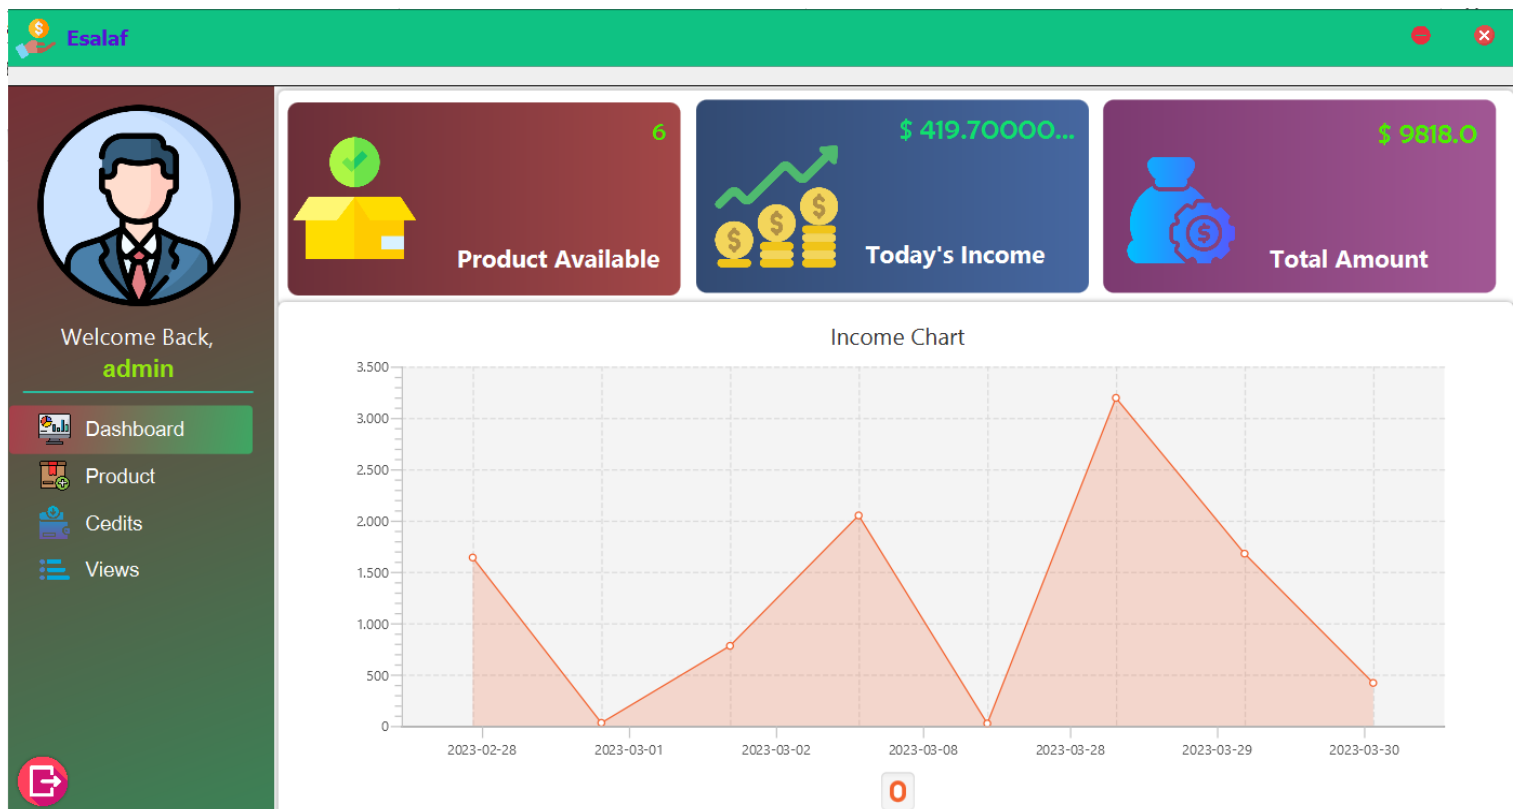 Esalaf
6
Product Available
$ 419.70000...
Today's Income
$ 9818.0
Total Amount
Welcome Back,
admin
Dashboard
Product
Cedits
Views
Income Chart
3.500
3.000
2.500
2.000
1.500
1.000
500
0
2023-02-28 2023-03-01 2023-03-02 2023-03-08 2023-03-28 2023-03-29 2023-03-30